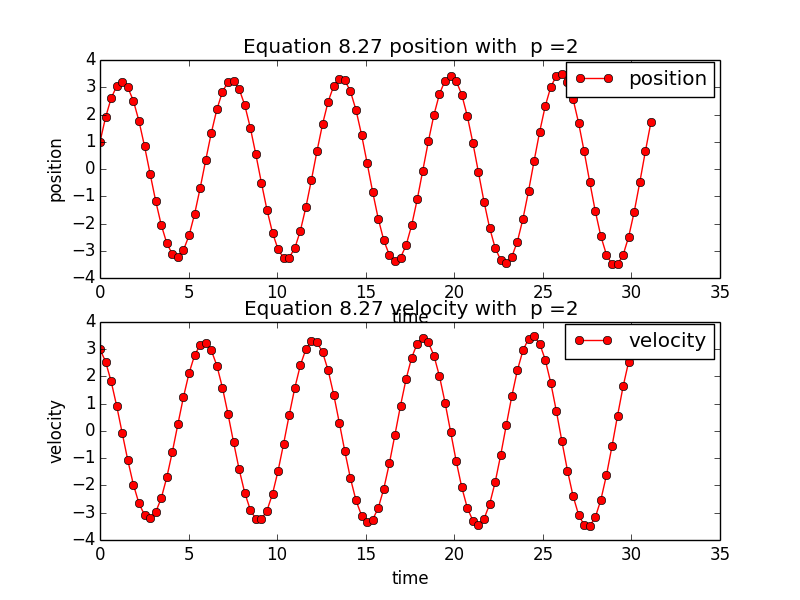 Equation 8.27 position with  p =2
4
3
2
1
0
−1
−2
−3
−4
position
position
0 5 10 15 20 25 30 35
time
Equation 8.27 velocity with  p =2
4
3
2
1
0
−1
−2
−3
−4
velocity
velocity
0 5 10 15 20 25 30 35
time